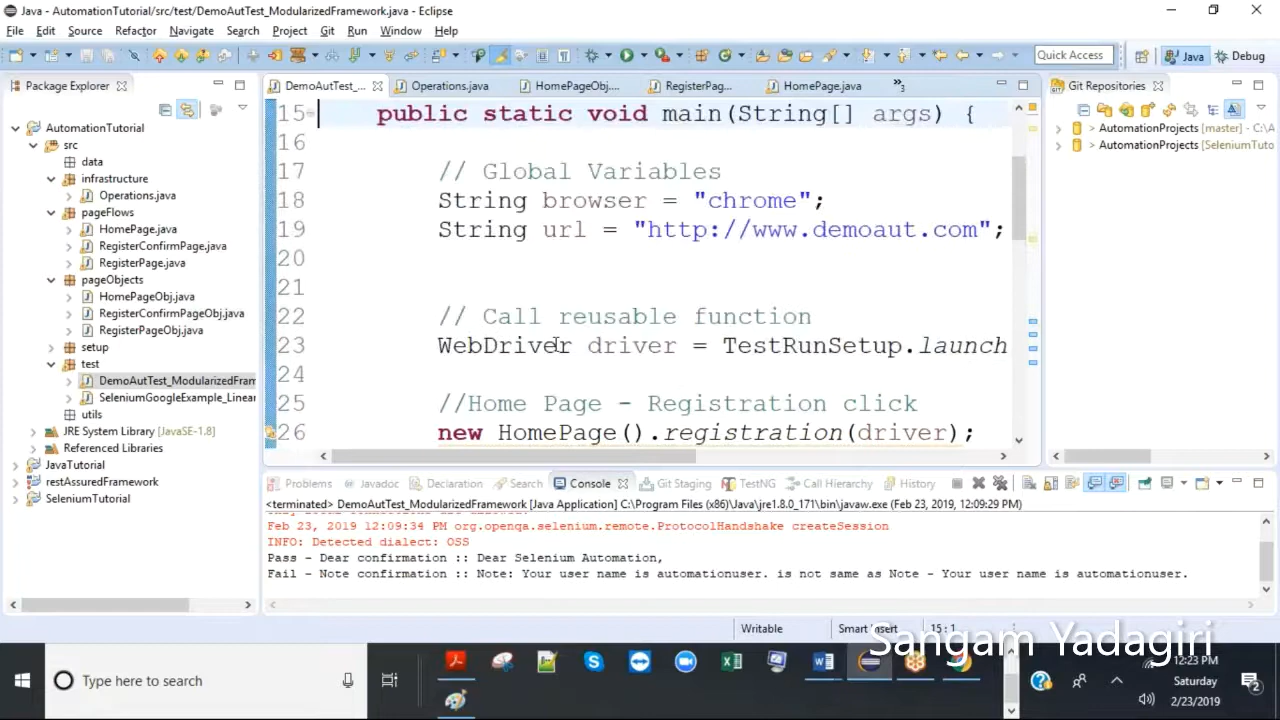 Java - AutomationTutorial/src/test/DemoAutTest_ModularizedFramework.java - Eclipse
File Edit Source Refactor Navigate Search Project Git Run Window Help
Quick Access
Java
Debug
Package Explorer
DemoAutTest_...
Operations.java
HomePageObj....
RegisterPag...
HomePage.java
Git Repositories
AutomationTutorial
src
data
infrastructure
Operations.java
pageFlows
HomePage.java
RegisterConfirmPage.java
RegisterPage.java
pageObjects
HomePageObj.java
RegisterConfirmPageObj.java
RegisterPageObj.java
setup
test
DemoAutTest_ModularizedFram
SeleniumGoogleExample_Linear
utils
JRE System Library [JavaSE-1.8]
Referenced Libraries
JavaTutorial
restAssuredFramework
SeleniumTutorial
15 public static void main(String[] args) {
16
17 // Global Variables
18 String browser = "chrome";
19 String url = "http://www.demoaut.com";
20
21
22 // Call reusable function
23 WebDriver driver = TestRunSetup.launch
24
25 //Home Page - Registration click
26 new HomePage().registration(driver);
> AutomationProjects [master] - C:\A
> AutomationProjects [SeleniumTuto
Problems Javadoc Declaration Search Console Git Staging TestNG Call Hierarchy History
<terminated> DemoAutTest_ModularizedFramework [Java Application] C:\Program Files (x86)\Java\jre1.8.0_171\bin\javaw.exe (Feb 23, 2019 12:09:29 PM)
Feb 23, 2019 12:09:34 PM org.openqa.selenium.remote.ProtocolHandshake createSession
INFO: Detected dialect: OSS
Pass - Dear confirmation :: Dear Selenium Automation,
Fail - Note confirmation :: Note: Your user name is automationuser. is not same as Note - Your user name is automationuser.
Writable
Smart Insert
15 : 1
Sangam Yadagiri
Type here to search
12:23 PM
Saturday
2/23/2019
2